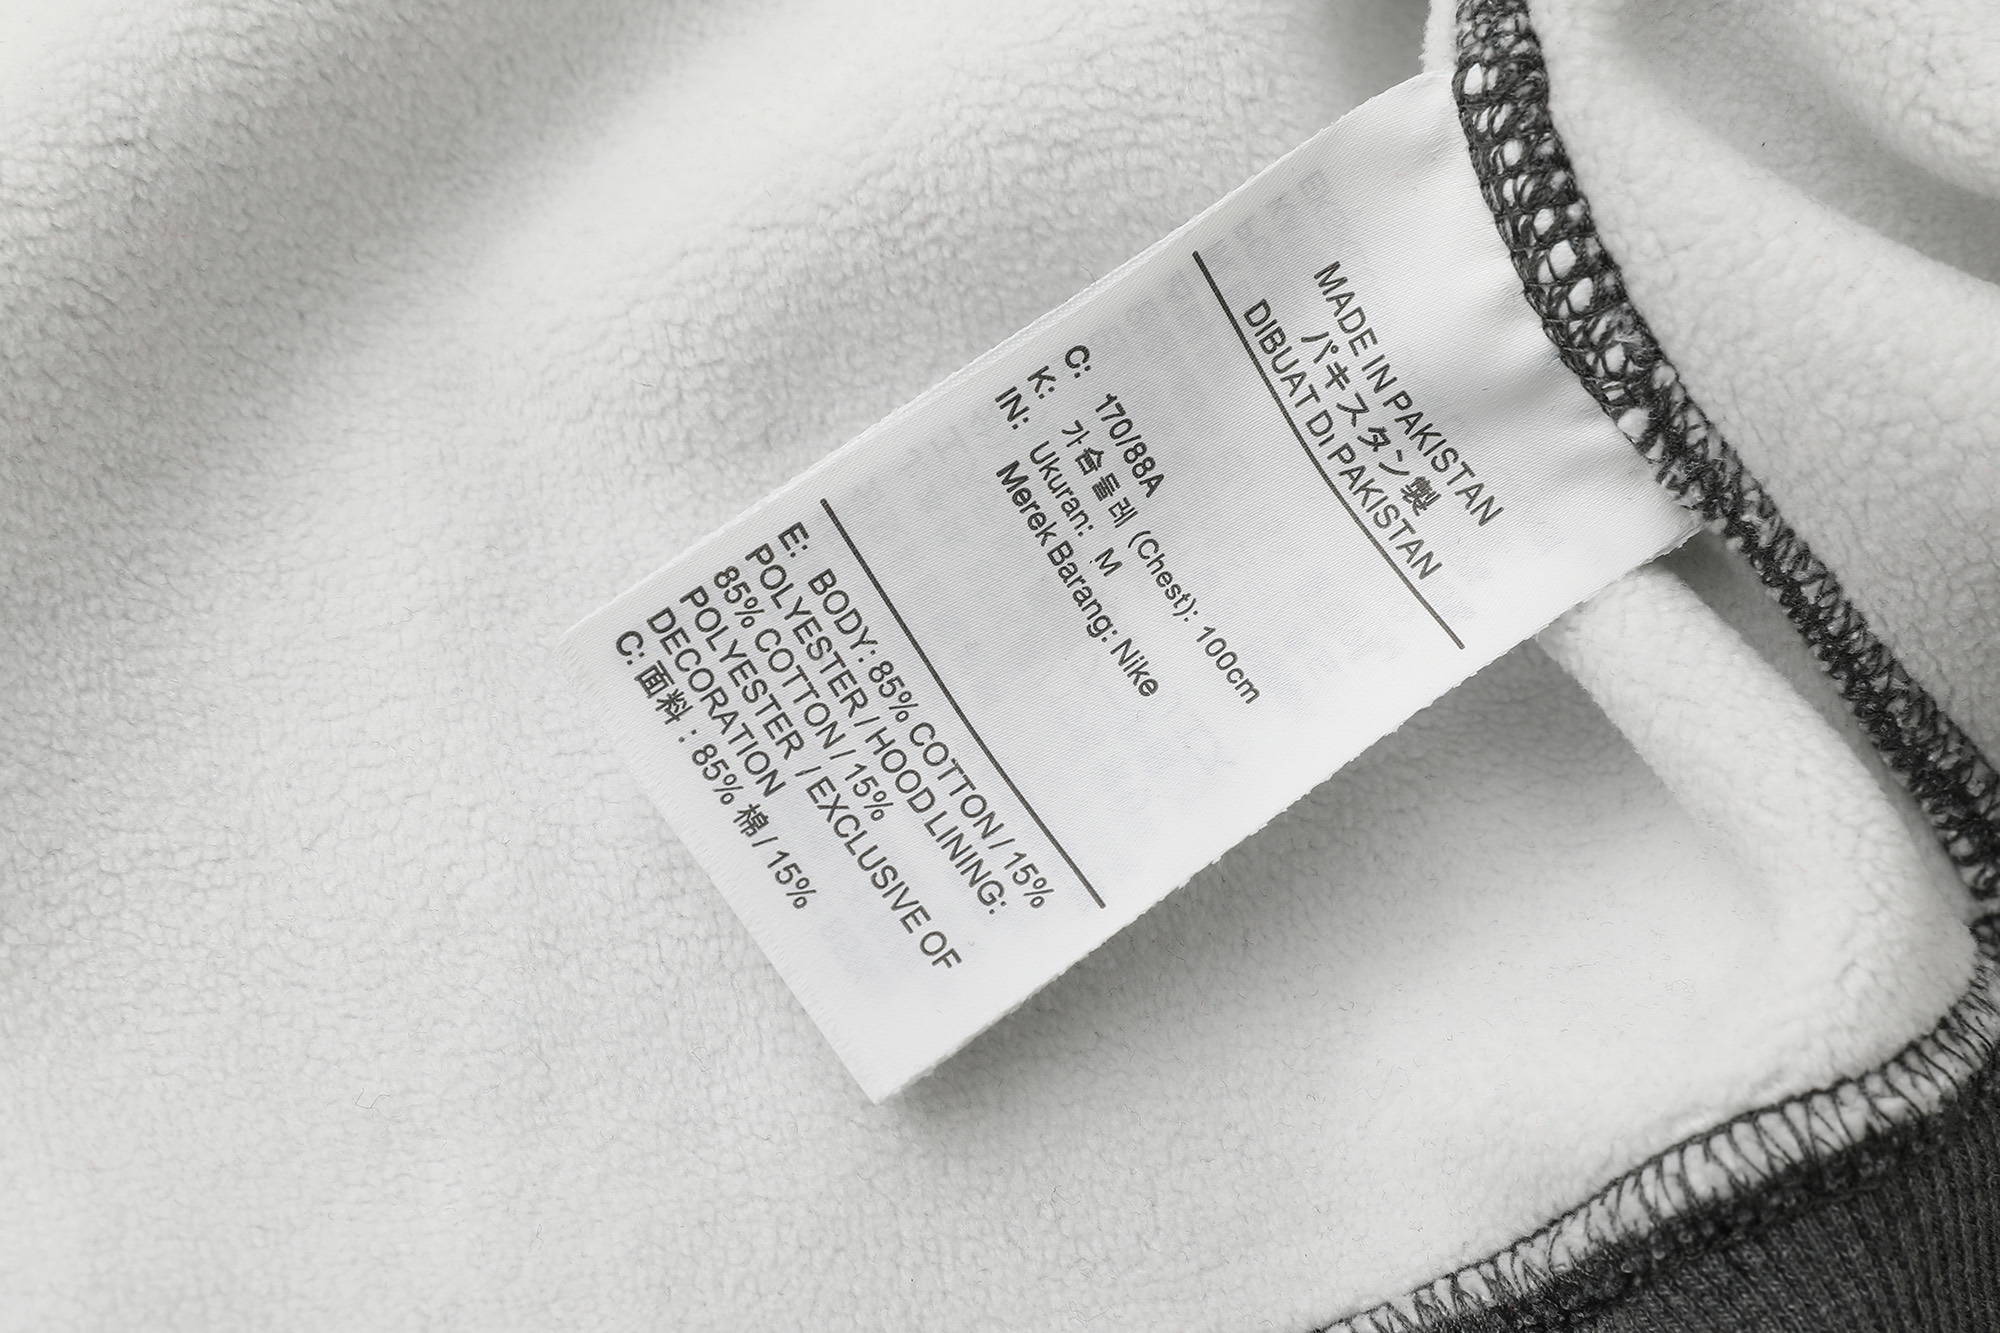 MADE IN PAKISTAN
パキスタン製
DIBUAT DI PAKISTAN
C: 170/88A
K: 가슴둘레 (Chest): 100cm
IN: Ukuran: M
Merek Barang: Nike
E: BODY: 85% COTTON / 15%
POLYESTER / HOOD LINING:
85% COTTON / 15%
POLYESTER / EXCLUSIVE OF
DECORATION
C: 面料 : 85% 棉 / 15%